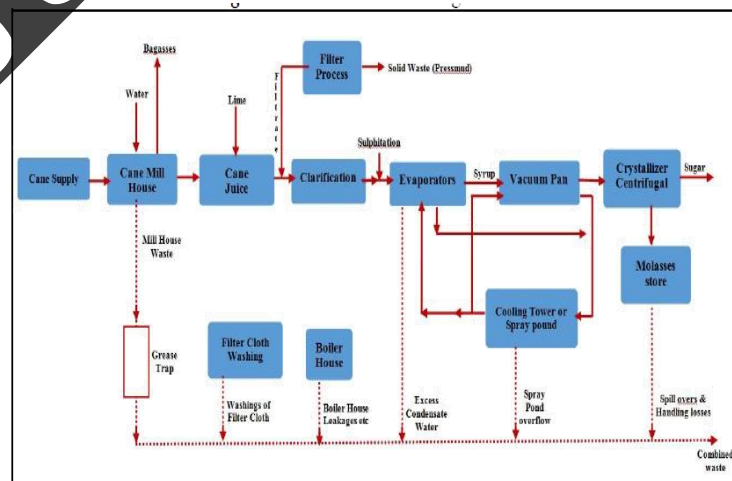 Bagasses
Filter
Process
Solid Waste (Pressmud)
Water
Lime
Filtrate
Sulphitation
Cane Supply
Cane Mill
House
Cane
Juice
Clarification
Evaporators
Syrup
Vacuum Pan
Crystallizer
Centrifugal
Sugar
Mill House
Waste
Molasses
store
Cooling Tower or
Spray pound
Grease
Trap
Filter Cloth
Washing
Boiler
House
Washings of
Filter Cloth
Boiler House
Leakages etc
Excess
Condensate
Water
Spray
Pond
overflow
Spill overs &
Handling losses
Combined
waste